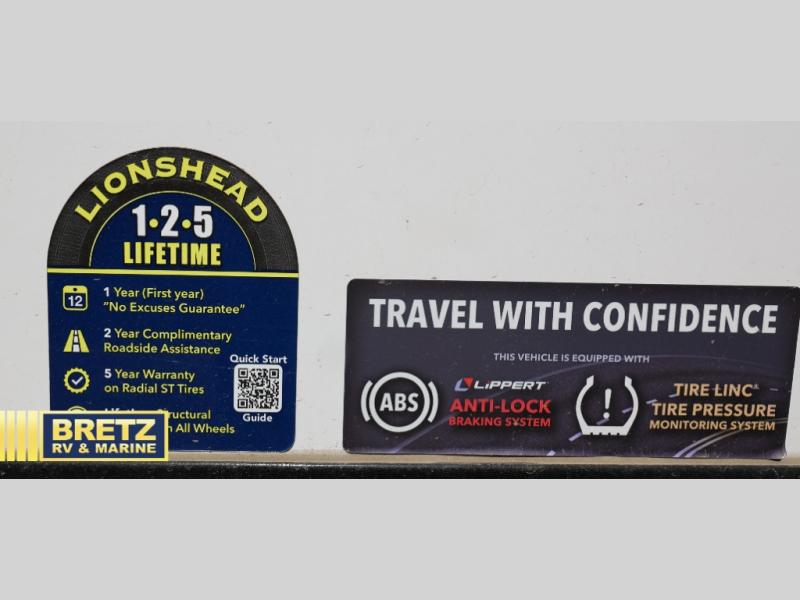 LIONSHEAD
1•2•5
LIFETIME
12
1 Year (First year)
"No Excuses Guarantee"
2 Year Complimentary
Roadside Assistance
5 Year Warranty
on Radial ST Tires
Structural
All Wheels
Quick Start
Guide
BRETZ
RV & MARINE
TRAVEL WITH CONFIDENCE
THIS VEHICLE IS EQUIPPED WITH
ABS
LIPPERT
ANTI-LOCK
BRAKING SYSTEM
!
TIRE LINC
TIRE PRESSURE
MONITORING SYSTEM